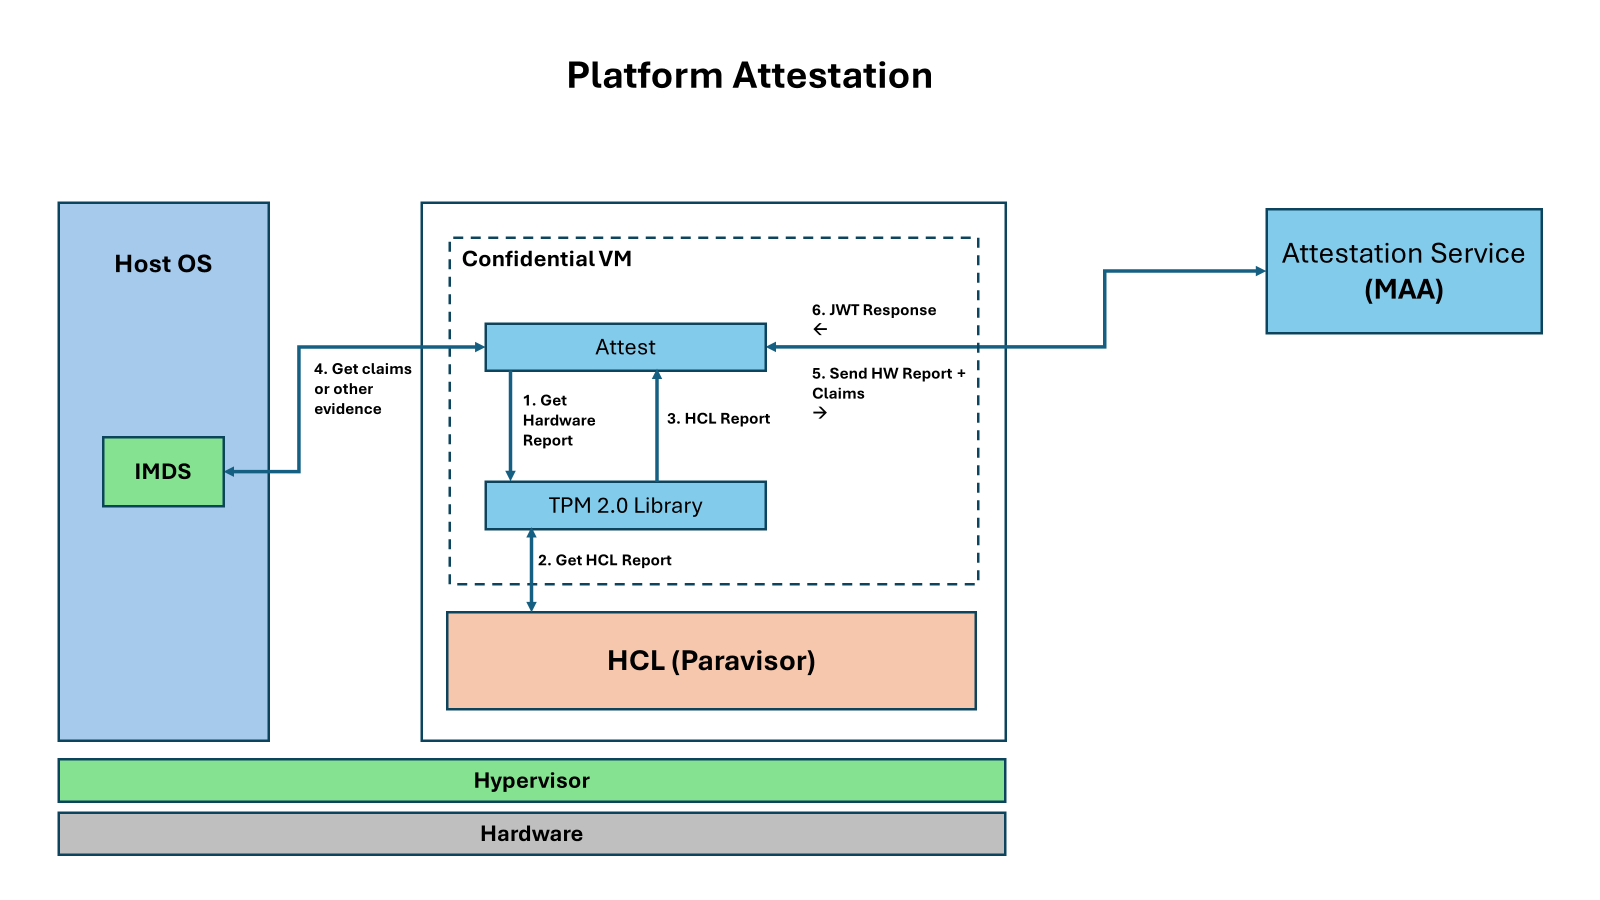 Platform Attestation
Host OS
IMDS
4. Get claims
or other
evidence
Confidential VM
Attest
1. Get
Hardware
Report
3. HCL Report
TPM 2.0 Library
2. Get HCL Report
HCL (Paravisor)
6. JWT Response
←
5. Send HW Report +
Claims
→
Attestation Service
(MAA)
Hypervisor
Hardware